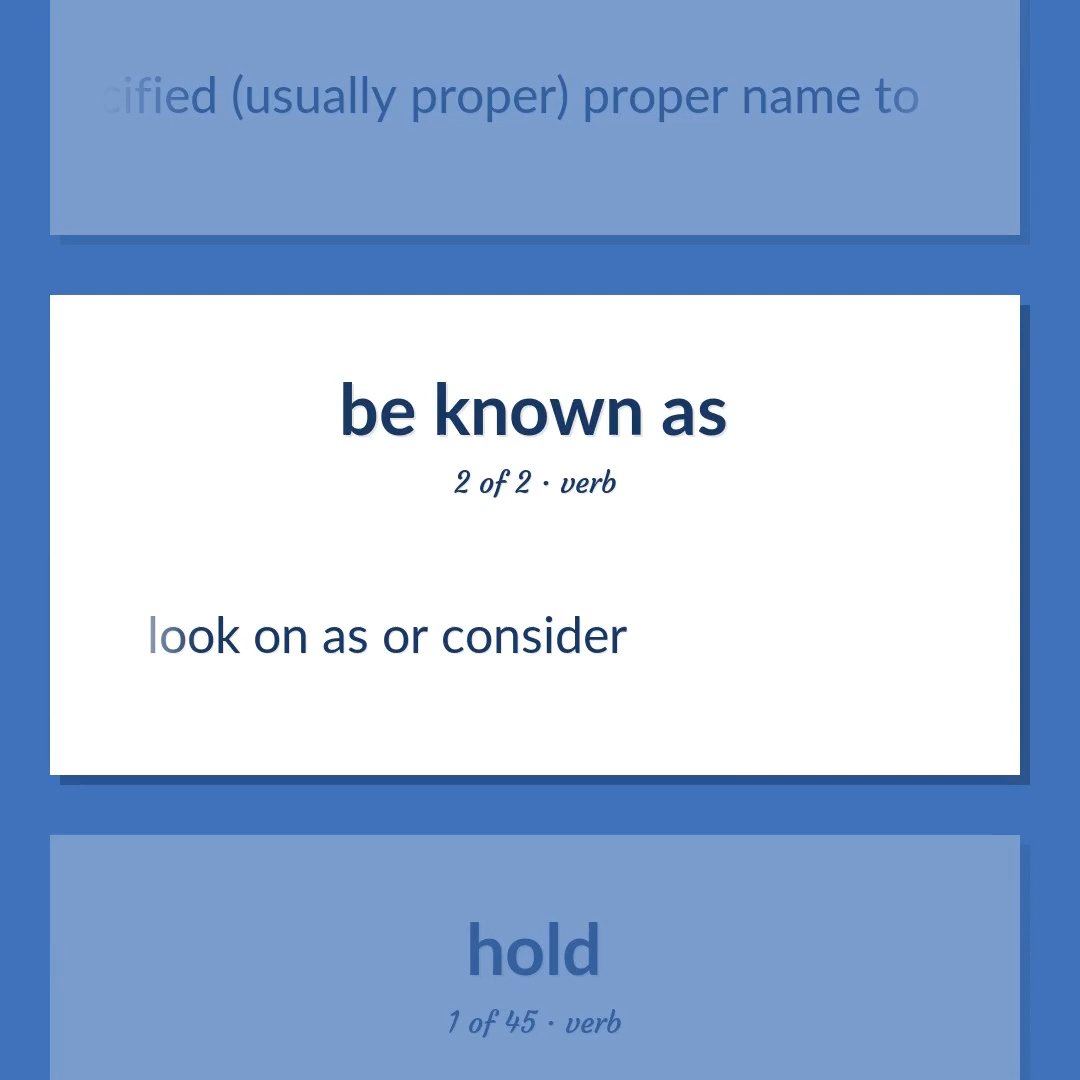 cified (usually proper) proper name to
be known as
2 of 2 · verb
look on as or consider
hold
1 of 45 · verb